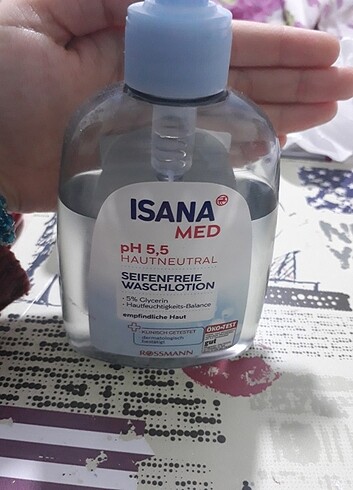 ISANA
MED
pH 5,5
HAUTNEUTRAL
SEIFENFREIE
WASCHLOTION
• 5% Glycerin
• Hautfeuchtigkeits-Balance
empfindliche Haut
KLINISCH GETESTET
dermatologisch
bestätigt
ÖKO-TEST
gut
ROSSMANN